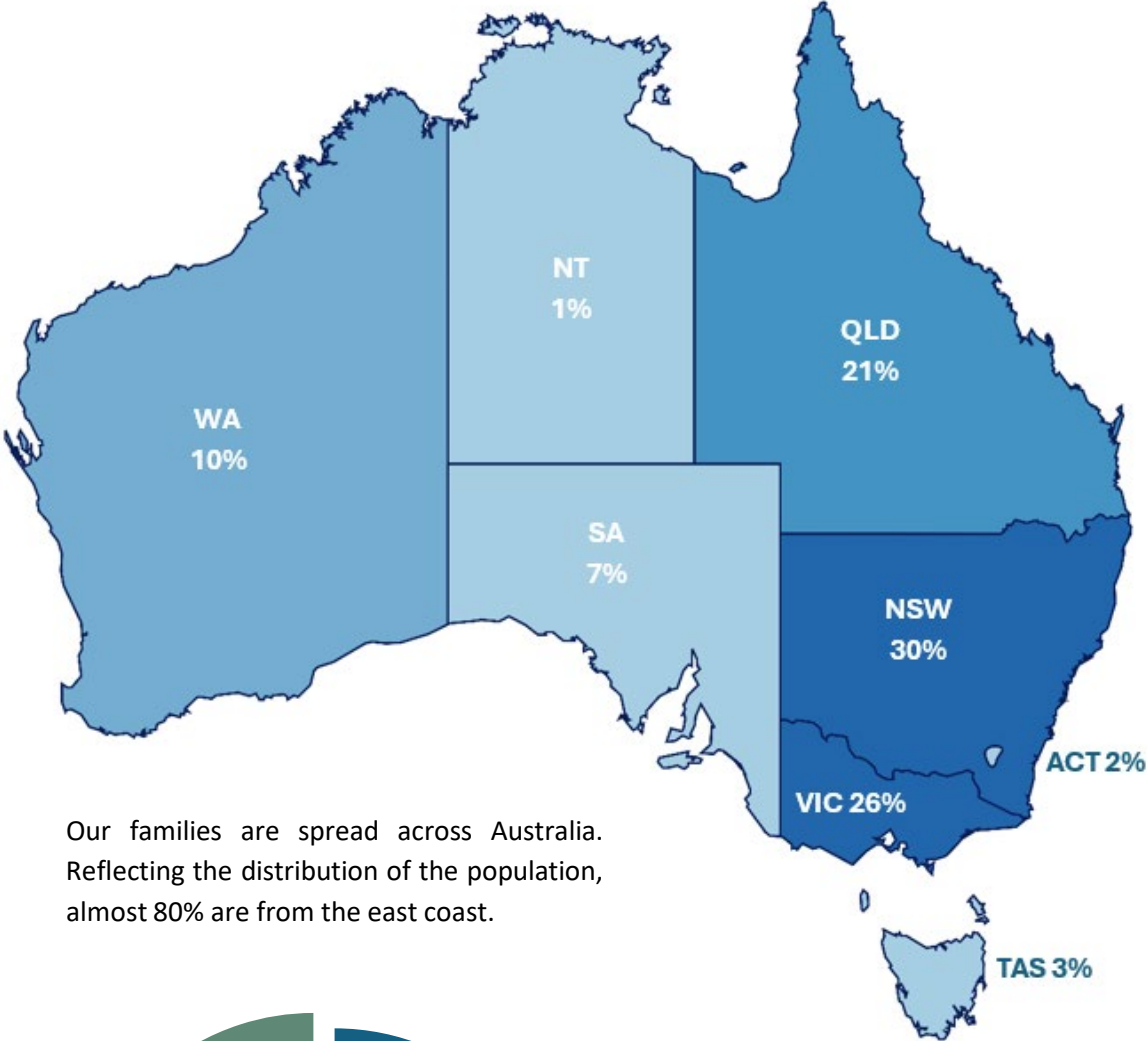 NT
1%
QLD
21%
WA
10%
SA
7%
NSW
30%
ACT 2%
VIC 26%
Our families are spread across Australia.
Reflecting the distribution of the population,
almost 80% are from the east coast.
TAS 3%